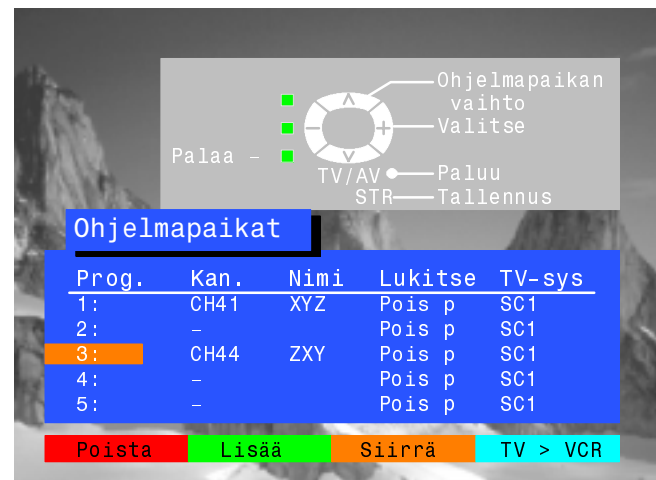 Ohjelmapaikan
vaihto
Valitse
Palaa –
TV/AV Paluu
STR Tallennus
Ohjelmapaikat
Prog. Kan. Nimi Lukitse TV-sys
1: CH41 XYZ Pois p SC1
2: – Pois p SC1
3: CH44 ZXY Pois p SC1
4: – Pois p SC1
5: – Pois p SC1
Poista Lisää Siirrä TV > VCR